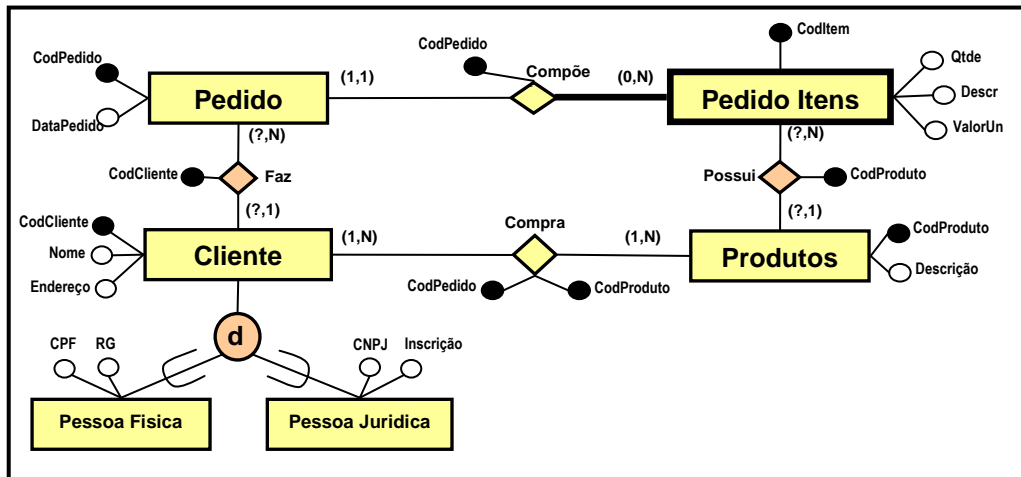 CodItem
CodPedido
CodPedido
Qtde
(1,1)
Compõe
(0,N)
Pedido
Pedido Itens
Descr
DataPedido
ValorUn
(?,N)
(?,N)
CodCliente
Faz
Possui
CodProduto
(?,1)
(?,1)
CodCliente
Compra
CodProduto
Nome
Cliente
(1,N)
(1,N)
Produtos
Endereço
Descrição
CodPedido
CodProduto
d
CPF
RG
CNPJ
Inscrição
Pessoa Fisica
Pessoa Juridica